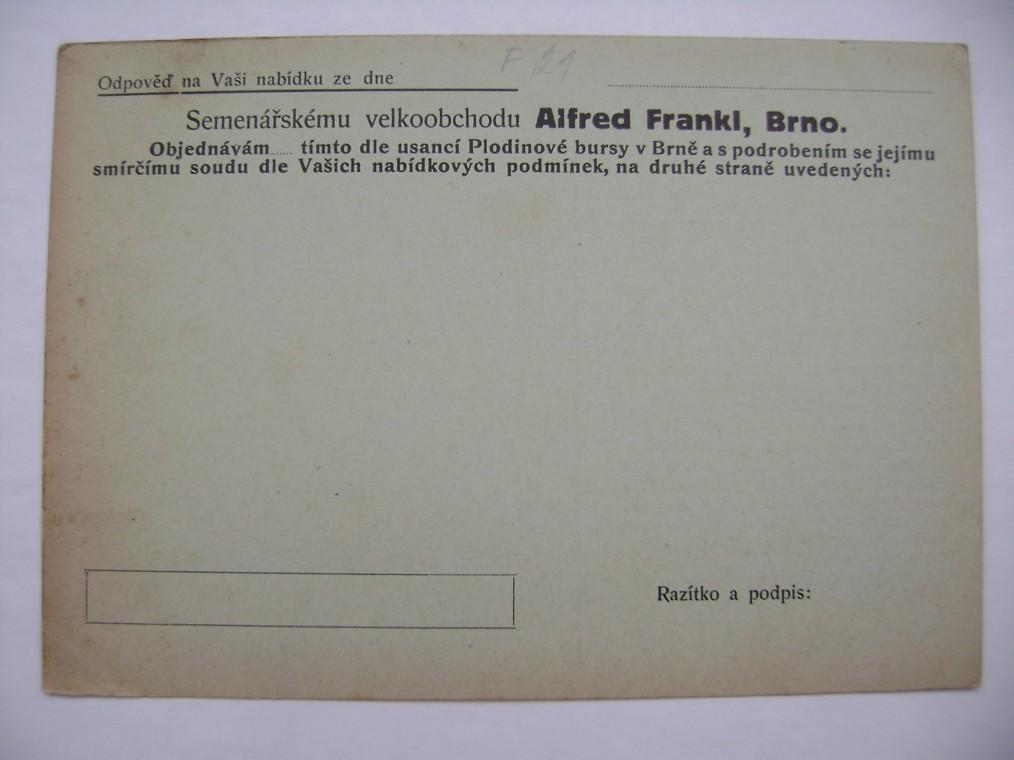 F 21
Odpověď na Vaši nabídku ze dne
Semenářskému velkoobchodu Alfred Frankl, Brno.
Objednávám...... tímto dle usancí Plodinové bursy v Brně a s podrobením se jejímu
smírčímu soudu dle Vašich nabídkových podmínek, na druhé straně uvedených:
Razítko a podpis: